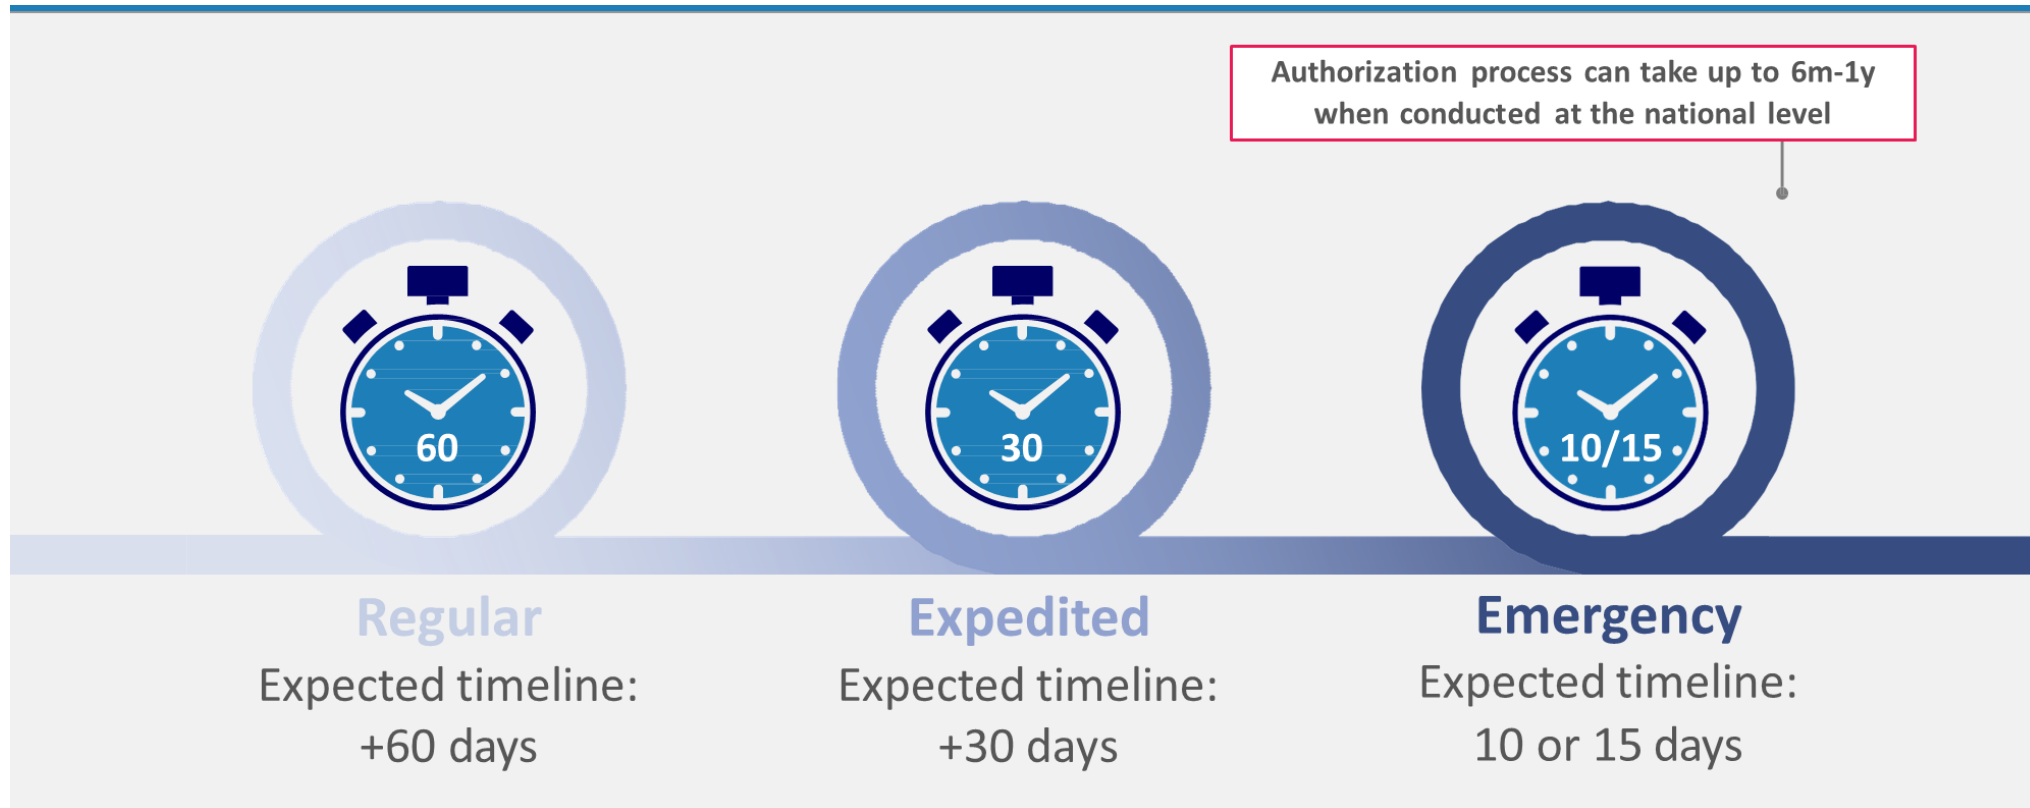 Authorization process can take up to 6m-1y
when conducted at the national level
60
30
10/15
Regular
Expected timeline:
+60 days
Expedited
Expected timeline:
+30 days
Emergency
Expected timeline:
10 or 15 days